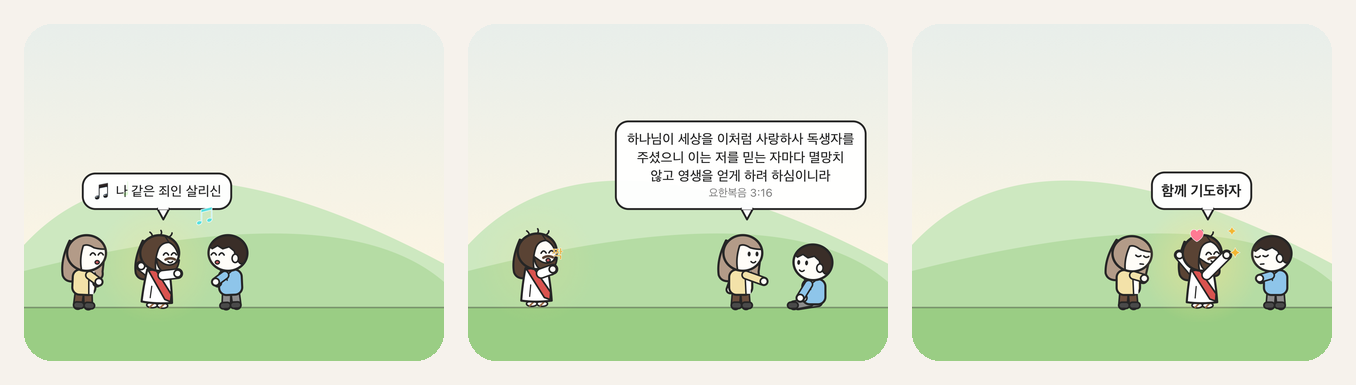 나 같은 죄인 살리신
하나님이 세상을 이처럼 사랑하사 독생자를
주셨으니 이는 저를 믿는 자마다 멸망치
않고 영생을 얻게 하려 하심이니라
요한복음 3:16
함께 기도하자